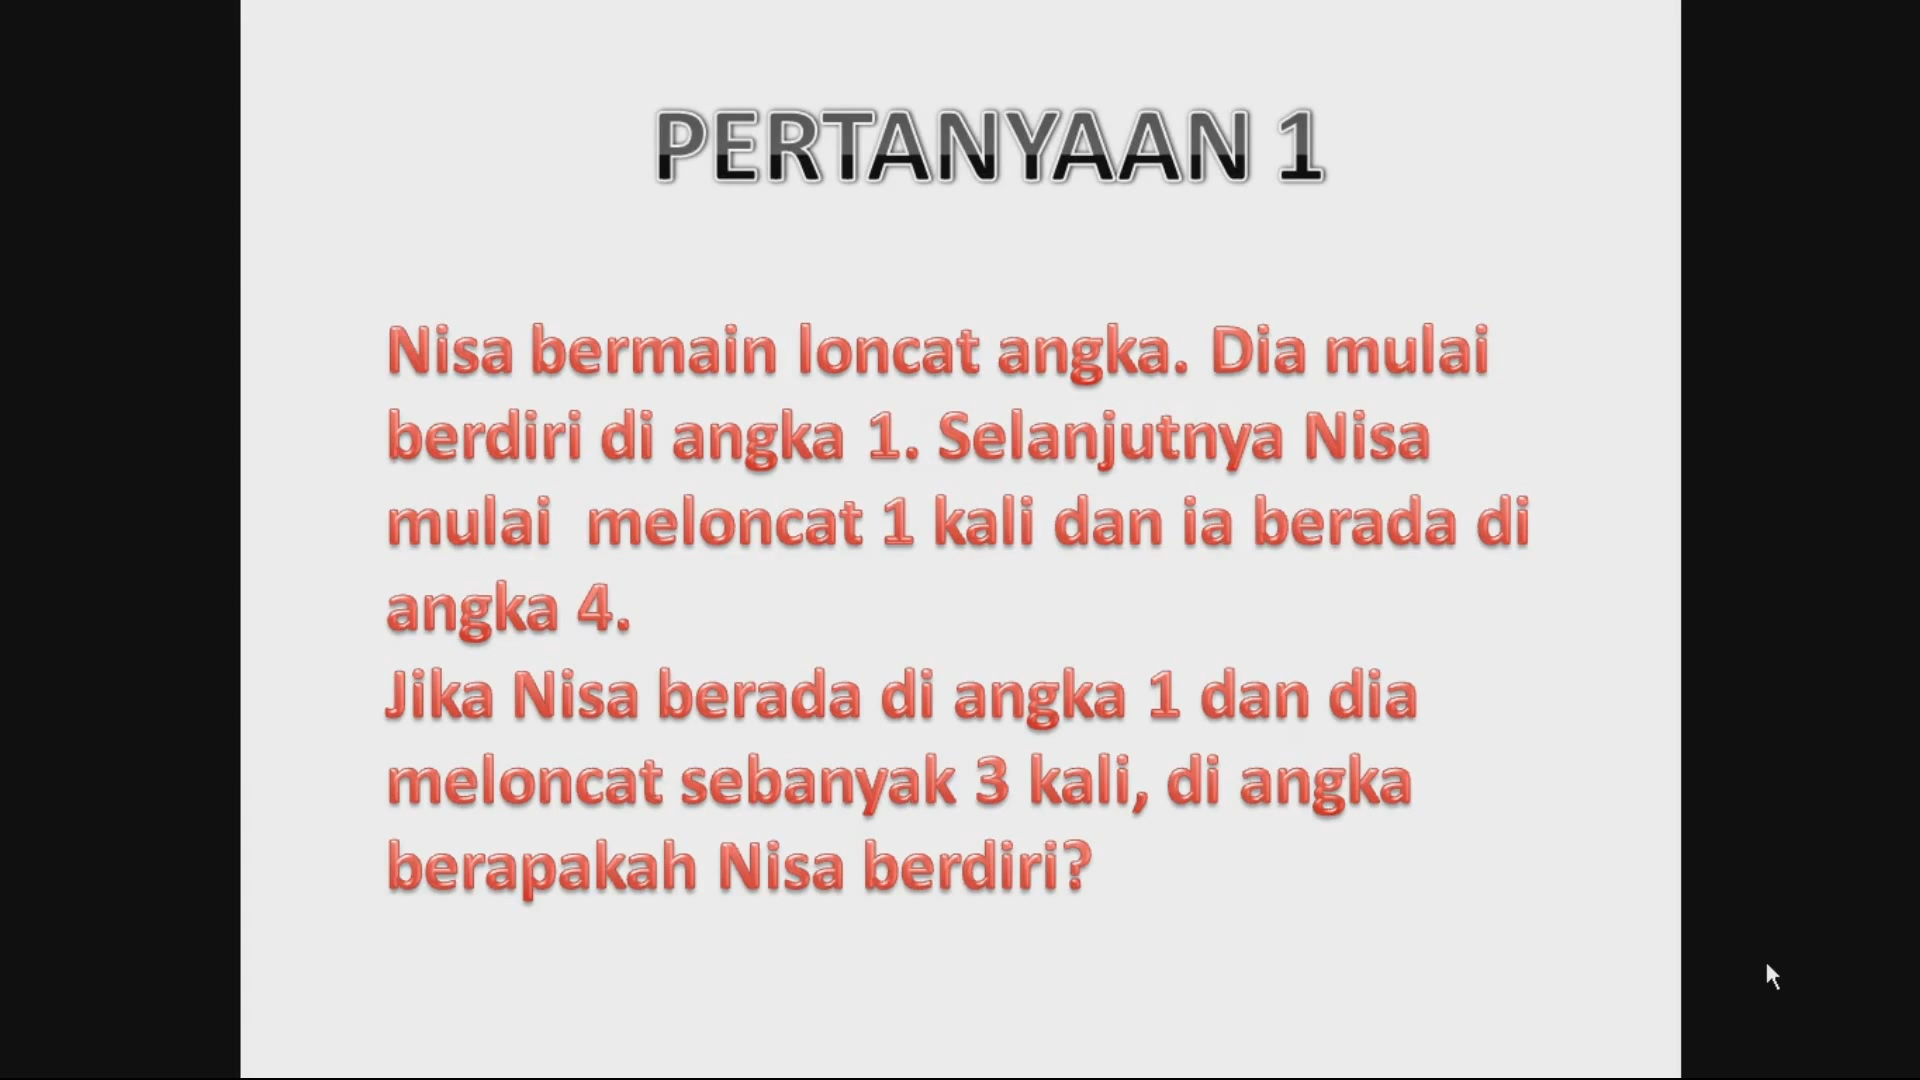 PERTANYAAN 1
Nisa bermain loncat angka. Dia mulai
berdiri di angka 1. Selanjutnya Nisa
mulai  meloncat 1 kali dan ia berada di
angka 4.
Jika Nisa berada di angka 1 dan dia
meloncat sebanyak 3 kali, di angka
berapakah Nisa berdiri?